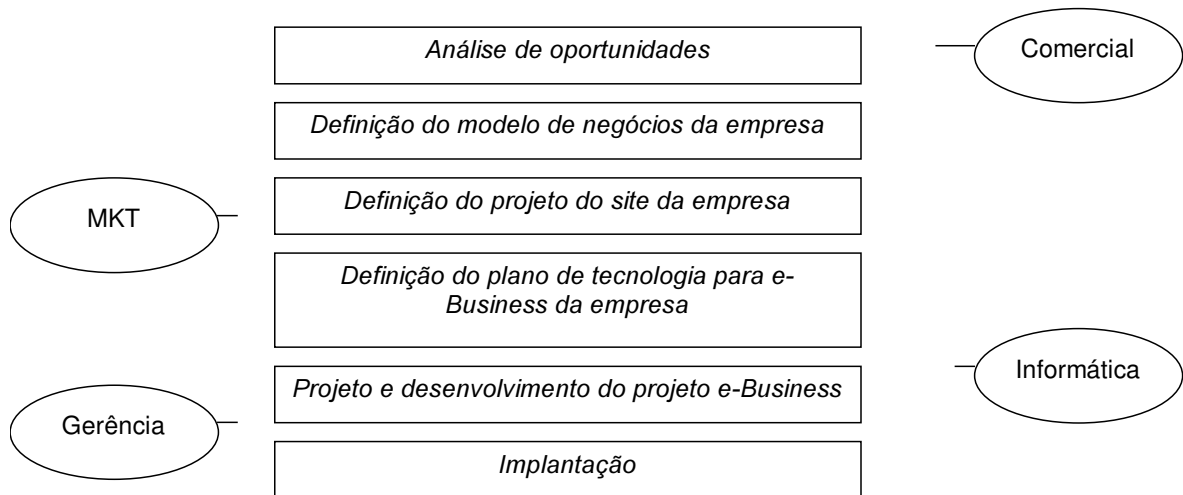 Análise de oportunidades
Comercial
Definição do modelo de negócios da empresa
MKT
Definição do projeto do site da empresa
Definição do plano de tecnologia para e-
Business da empresa
Informática
Projeto e desenvolvimento do projeto e-Business
Gerência
Implantação